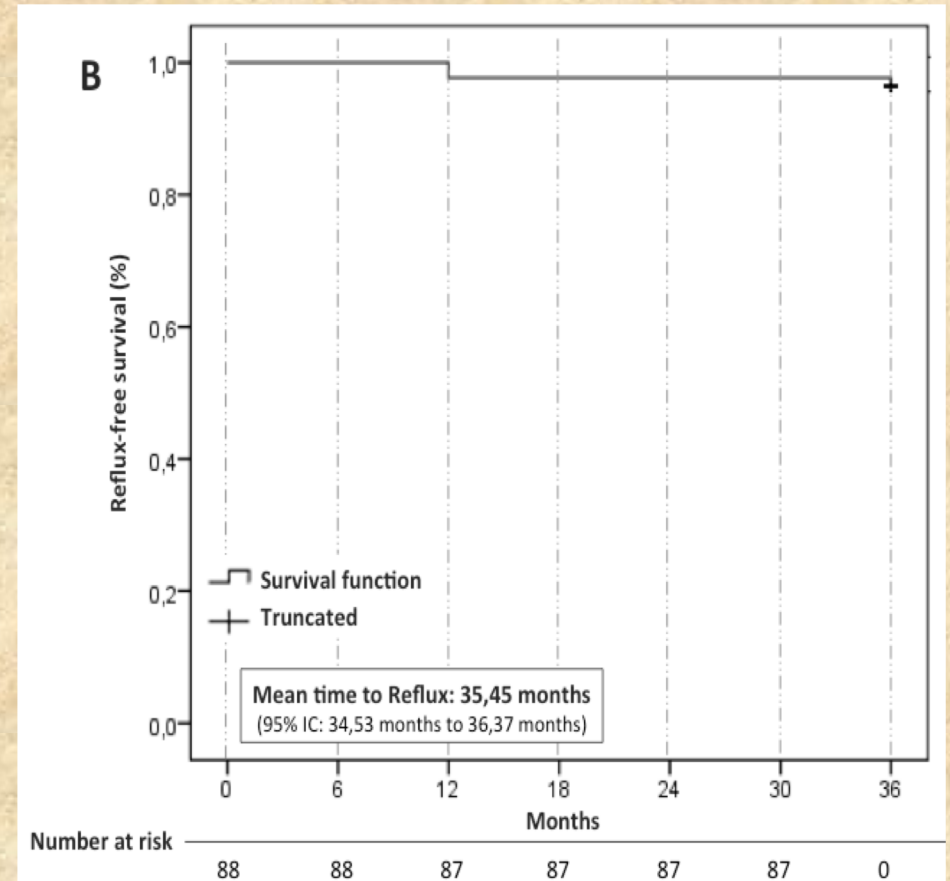 B
Reflux-free survival (%)
1,0
0,8
0,6
0,4
0,2
0,0
Survival function
Truncated
Mean time to Reflux: 35,45 months
(95% IC: 34,53 months to 36,37 months)
0 6 12 18 24 30 36
Months
Number at risk
88 88 87 87 87 87 0